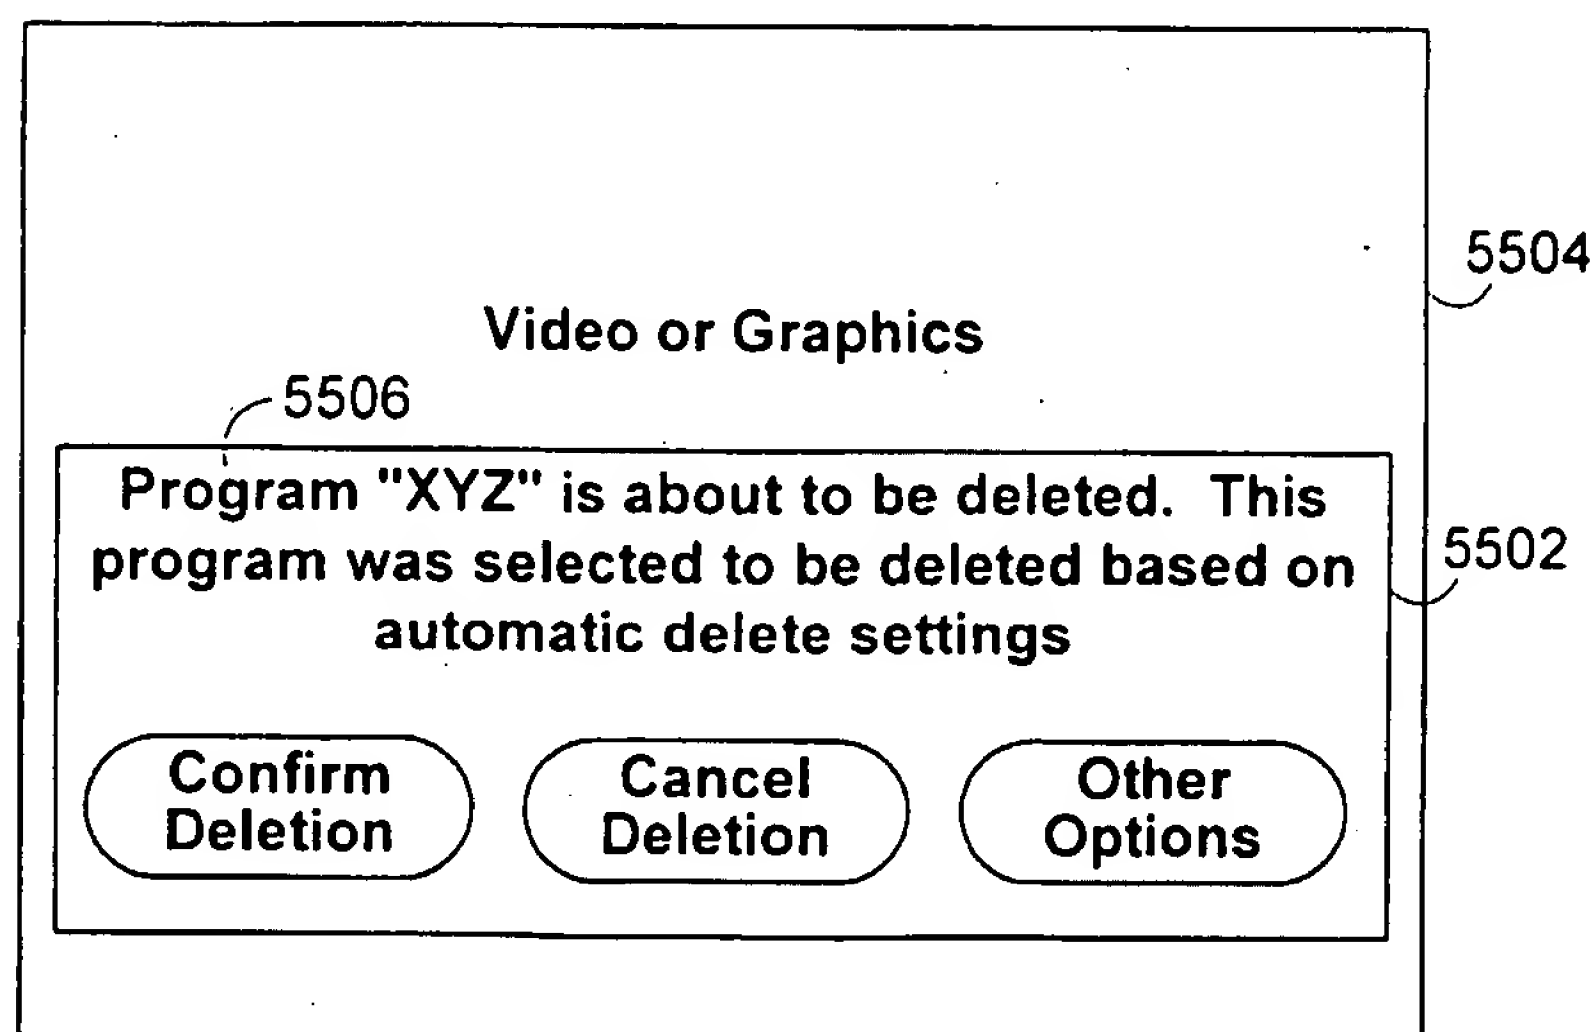 5504
Video or Graphics
5506
Program "XYZ" is about to be deleted. This
program was selected to be deleted based on
automatic delete settings
5502
Confirm
Deletion
Cancel
Deletion
Other
Options